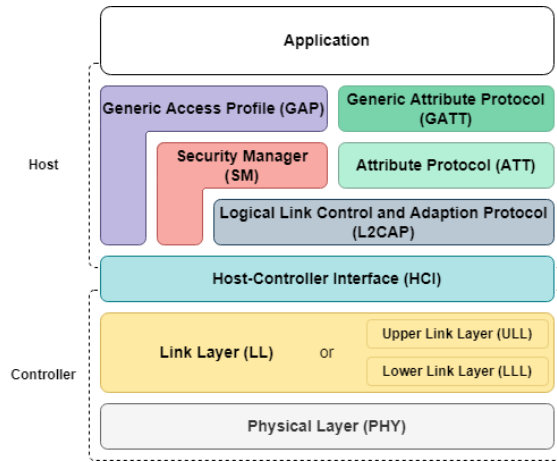 Application
Generic Access Profile (GAP)
Generic Attribute Protocol
(GATT)
Host
Security Manager
(SM)
Attribute Protocol (ATT)
Logical Link Control and Adaption Protocol
(L2CAP)
Host-Controller Interface (HCI)
Link Layer (LL)
or
Upper Link Layer (ULL)
Lower Link Layer (LLL)
Controller
Physical Layer (PHY)